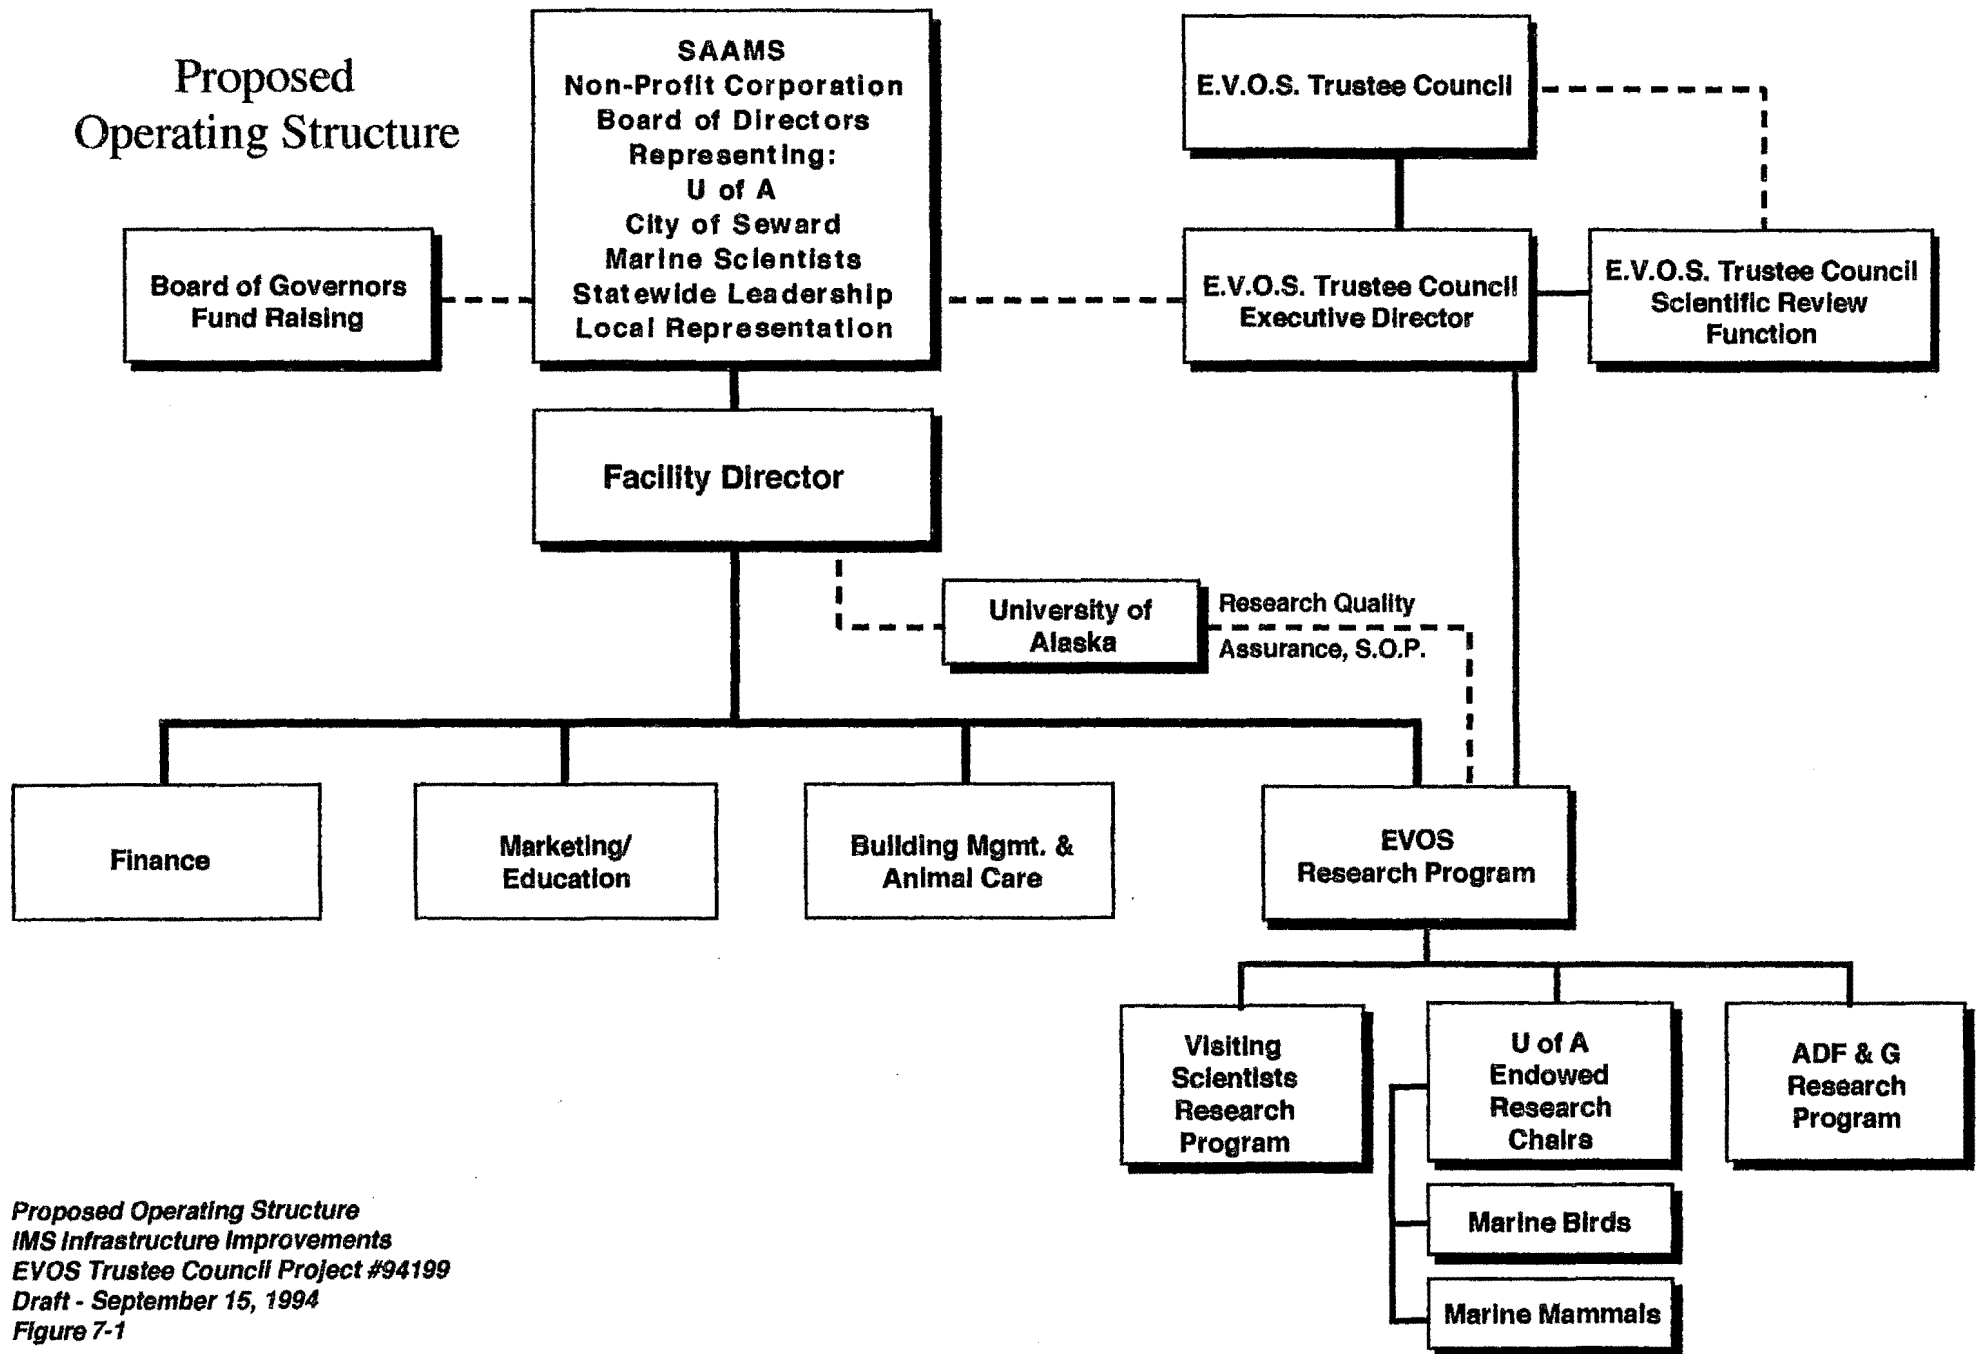 Proposed
Operating Structure
SAAMS
Non-Profit Corporation
Board of Directors
Representing:
U of A
City of Seward
Marine Scientists
Statewide Leadership
Local Representation
E.V.O.S. Trustee Council
Board of Governors
Fund Raising
E.V.O.S. Trustee Council
Executive Director
E.V.O.S. Trustee Council
Scientific Review
Function
Facility Director
University of
Alaska
Research Quality
Assurance, S.O.P.
Finance
Marketing/
Education
Building Mgmt. &
Animal Care
EVOS
Research Program
Visiting
Scientists
Research
Program
U of A
Endowed
Research
Chairs
ADF & G
Research
Program
Marine Birds
Marine Mammals
Proposed Operating Structure
IMS Infrastructure Improvements
EVOS Trustee Council Project #94199
Draft - September 15, 1994
Figure 7-1